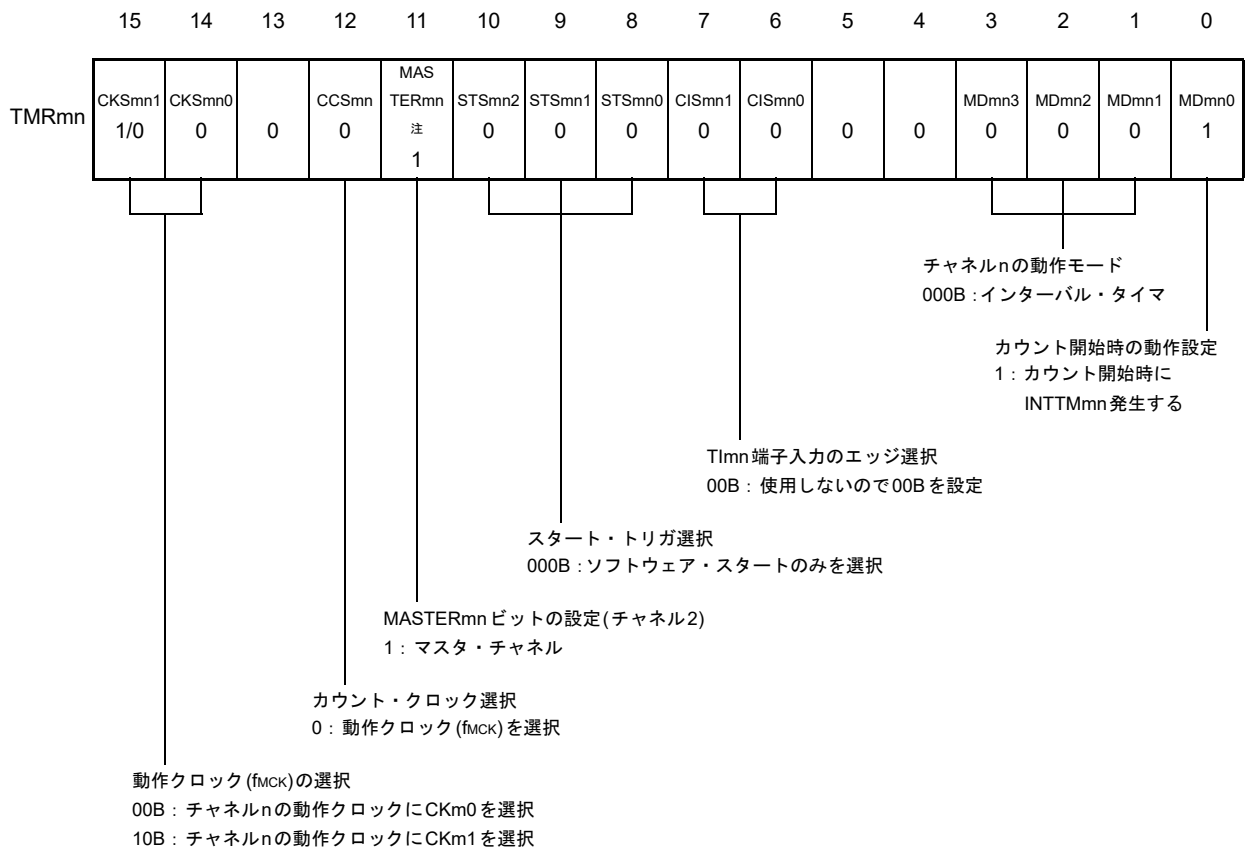 15 14 13 12 11 10 9 8 7 6 5 4 3 2 1 0
TMRmn
CKSmn1 1/0
CKSmn0 0
0
CCSmn 0
MAS
TERmn
注
1
STSmn2 0
STSmn1 0
STSmn0 0
CISmn1 0
CISmn0 0
0
0
MDmn3 0
MDmn2 0
MDmn1 0
MDmn0 1
チャネルnの動作モード
000B：インターバル・タイマ
カウント開始時の動作設定
1：カウント開始時に
INTTMmn発生する
TImn端子入力のエッジ選択
00B：使用しないので00Bを設定
スタート・トリガ選択
000B：ソフトウェア・スタートのみを選択
MASTERmnビットの設定(チャネル2)
1：マスタ・チャネル
カウント・クロック選択
0：動作クロック(fMCK)を選択
動作クロック(fMCK)の選択
00B：チャネルnの動作クロックにCKm0を選択
10B：チャネルnの動作クロックにCKm1を選択